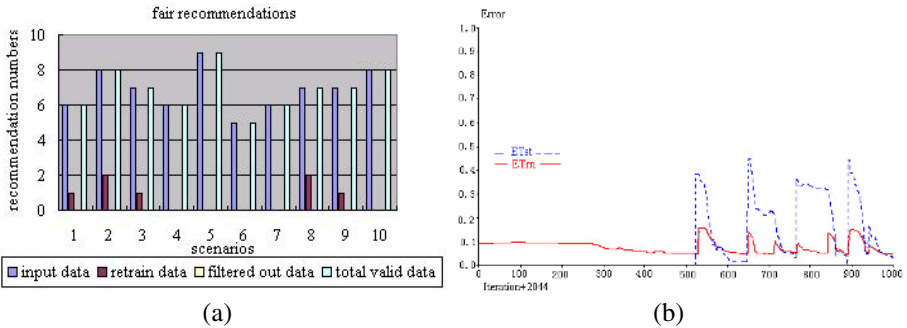 fair recommendations
recommendation numbers
10
8
6
4
2
0
1 2 3 4 5 6 7 8 9 10
scenarios
input data retrain data filtered out data total valid data
(a)
Error
1.0
0.9
0.8
0.7
0.6
0.5
0.4
0.3
0.2
0.1
0.0
ETst
ETrn
0 100 200 300 400 500 600 700 800 900 1000
Iteration+2044
(b)